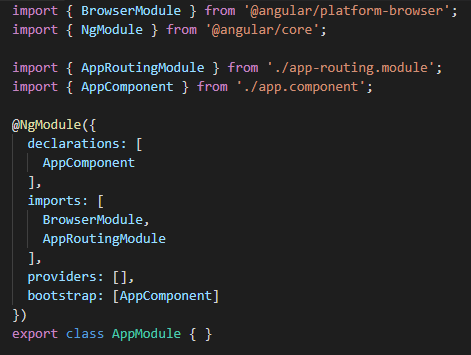 import { BrowserModule } from '@angular/platform-browser';
import { NgModule } from '@angular/core';
import { AppRoutingModule } from './app-routing.module';
import { AppComponent } from './app.component';
@NgModule({
  declarations: [
    AppComponent
  ],
  imports: [
    BrowserModule,
    AppRoutingModule
  ],
  providers: [],
  bootstrap: [AppComponent]
})
export class AppModule { }